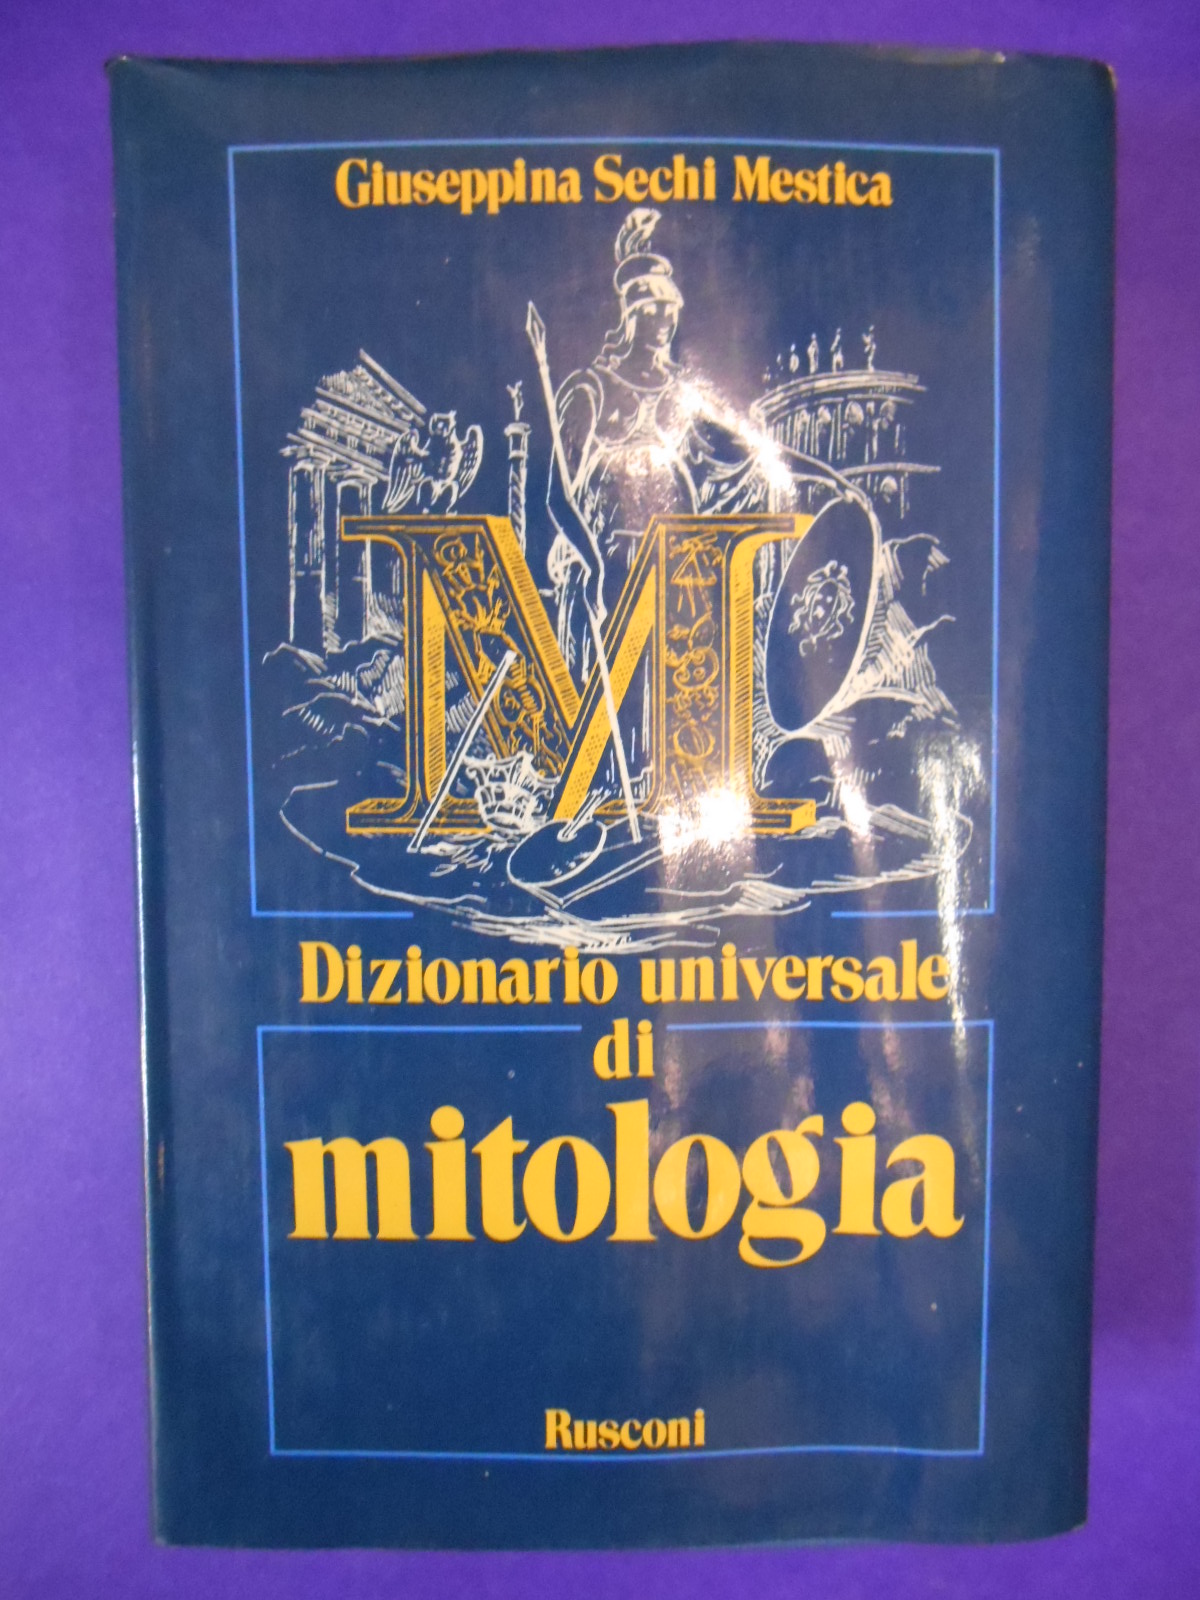 Giuseppina Sechi Mestica
M
Dizionario universale
di
mitologia
Rusconi